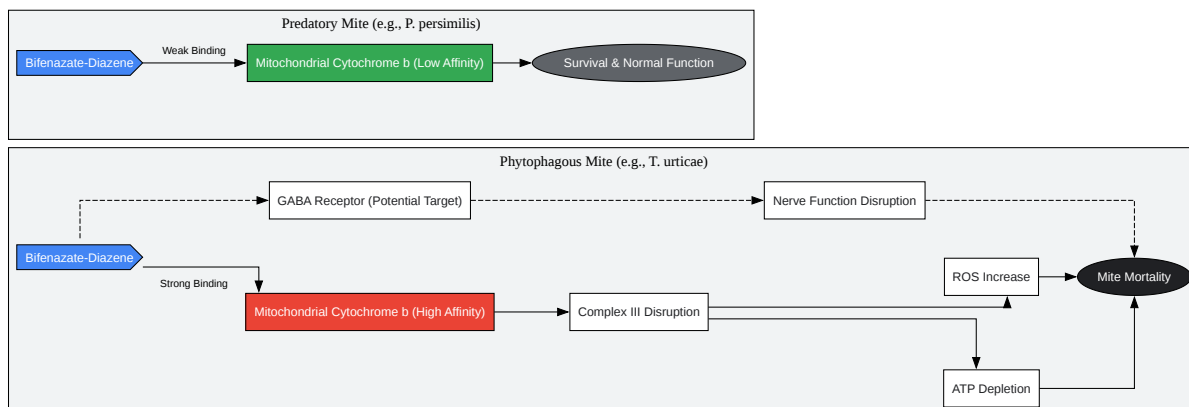 Predatory Mite (e.g., P. persimilis)
Bifenazate-Diazene
Weak Binding
Mitochondrial Cytochrome b (Low Affinity)
Survival & Normal Function
Phytophagous Mite (e.g., T. urticae)
GABA Receptor (Potential Target)
Nerve Function Disruption
Bifenazate-Diazene
Strong Binding
Mitochondrial Cytochrome b (High Affinity)
Complex III Disruption
ROS Increase
Mite Mortality
ATP Depletion